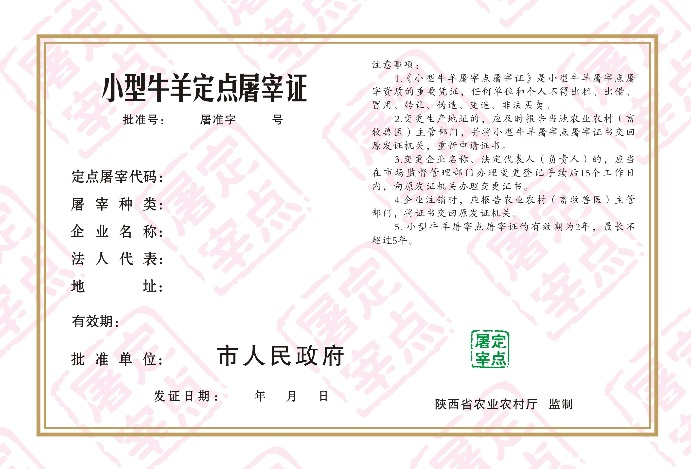 小型牛羊定点屠宰证
批准号： 屠准字 号
定点屠宰代码：
屠宰种类：
企业名称：
法人代表：
地址：
有效期：
批准单位： 市人民政府
发证日期： 年 月 日
注意事项：
1.《小型牛羊屠宰点屠宰证》是小型牛羊屠宰点屠
宰资质的重要凭证，任何单位和个人不得出租、出借、
冒用、转让、伪造、变造、非法买卖。
2.变更生产地址的，应及时报告当法农业农村（畜
牧兽医）主管部门，并将小型牛羊屠宰点屠宰证书交回
原发证机关，重新申请证书。
3.变更企业名称、法定代表人（负责人）的，应当
在市场监督管理部门办理变更登记手续后15个工作日
内，向原发证机关办理变更证书。
4.企业注销时，应报告农业农村（畜牧兽医）主管
部门，将证书交回原发证机关。
5.小型牛羊屠宰点屠宰证的有效期为2年，最长不
超过5年。
屠定
宰点
陕西省农业农村厅 监制